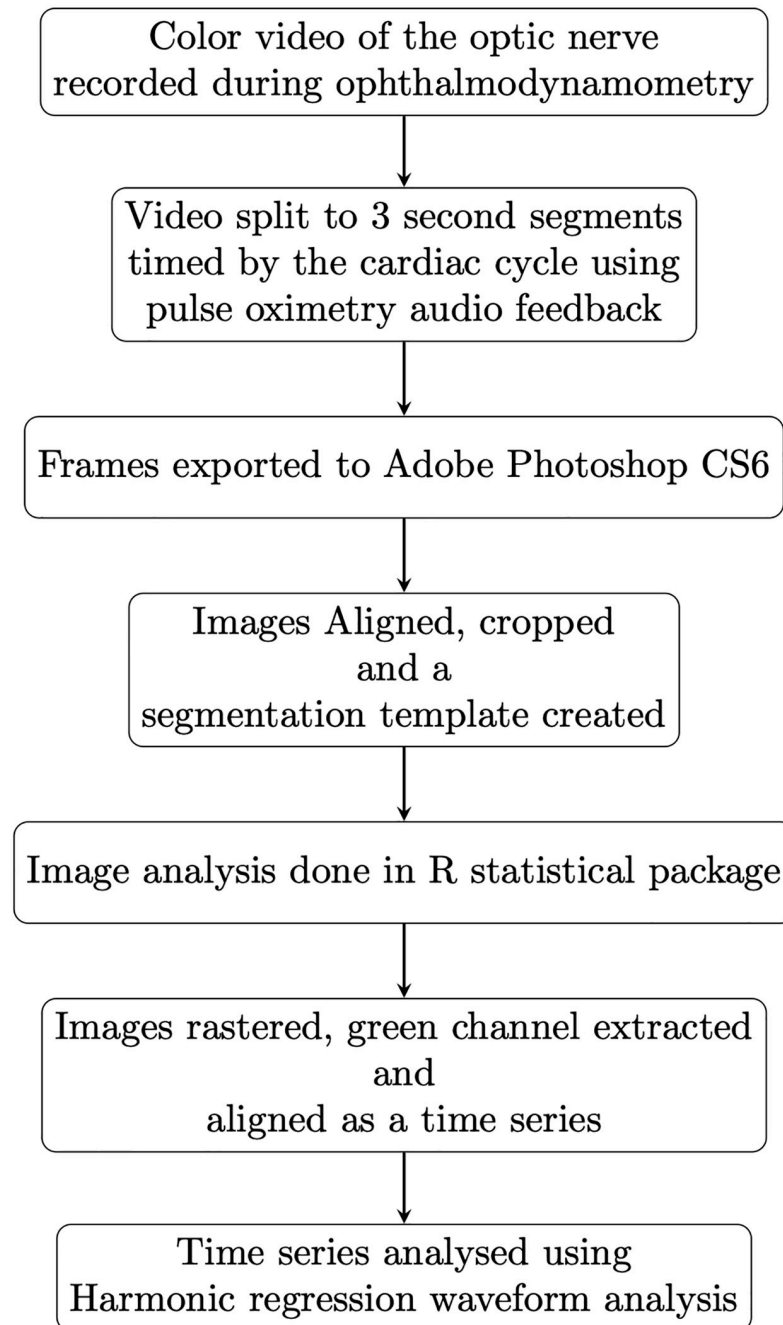 Color video of the optic nerve
recorded during ophthalmodynamometry
Video split to 3 second segments
timed by the cardiac cycle using
pulse oximetry audio feedback
Frames exported to Adobe Photoshop CS6
Images Aligned, cropped
and a
segmentation template created
Image analysis done in R statistical package
Images rastered, green channel extracted
and
aligned as a time series
Time series analysed using
Harmonic regression waveform analysis